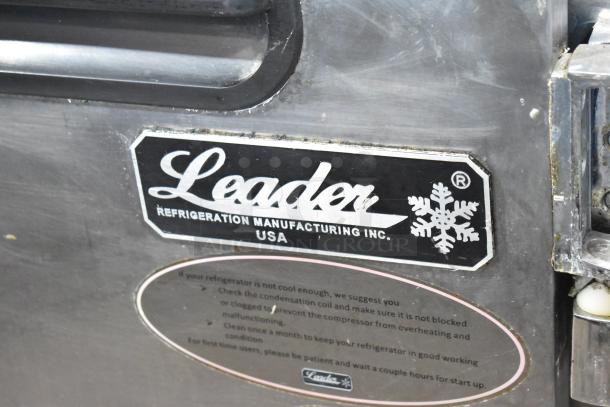 Leader
®
REFRIGERATION MANUFACTURING INC.
USA
AUCTION GROUP
If your refrigerator is not cool enough, we suggest you
➤ Check the condensation coil and make sure it is not blocked
or clogged to prevont the compressor from overheating and
malfunctioning.
➤ Clean once a month to keep your refrigerator in good working
condition
For first time users, please be patient and wait a couple hours for start up.
Leader